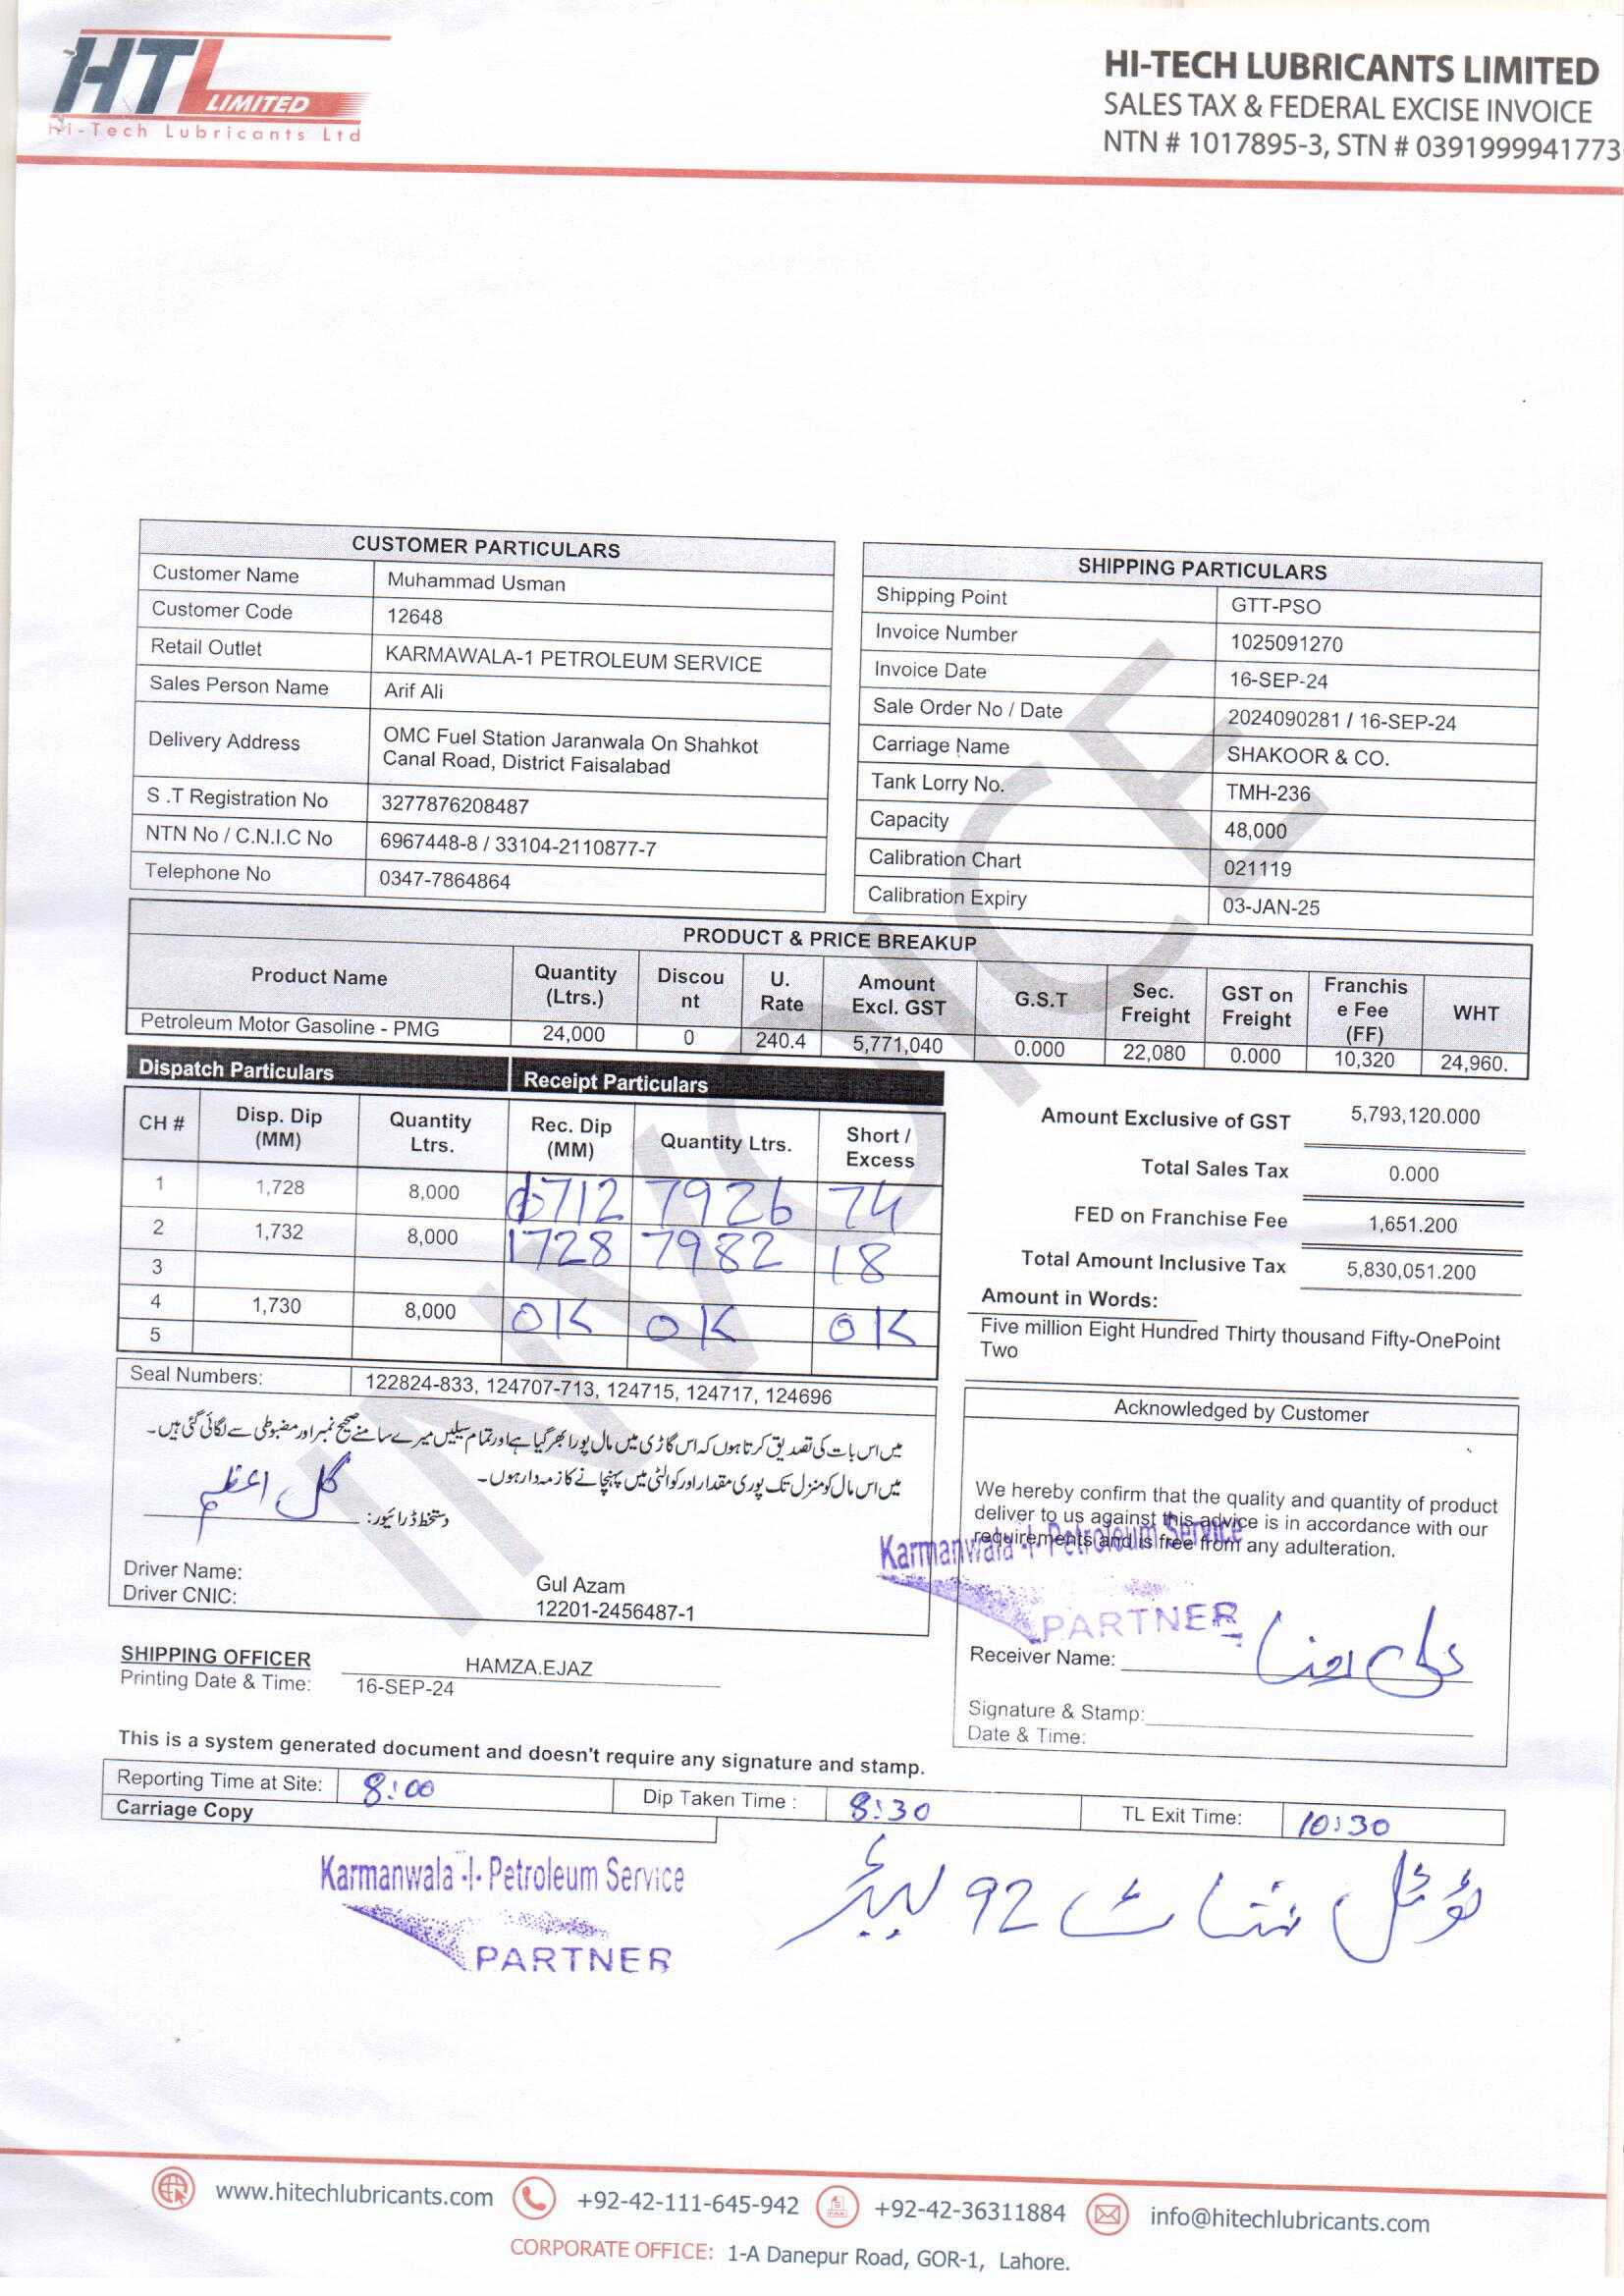 HTL LIMITED
Hi-Tech Lubricants Ltd
HI-TECH LUBRICANTS LIMITED
SALES TAX & FEDERAL EXCISE INVOICE
NTN # 1017895-3, STN # 0391999941773
INVOICE
CUSTOMER PARTICULARS
Customer Name Muhammad Usman
Customer Code 12648
Retail Outlet KARMAWALA-1 PETROLEUM SERVICE
Sales Person Name Arif Ali
Delivery Address OMC Fuel Station Jaranwala On Shahkot
Canal Road, District Faisalabad
S .T Registration No 3277876208487
NTN No / C.N.I.C No 6967448-8 / 33104-2110877-7
Telephone No 0347-7864864
SHIPPING PARTICULARS
Shipping Point GTT-PSO
Invoice Number 1025091270
Invoice Date 16-SEP-24
Sale Order No / Date 2024090281 / 16-SEP-24
Carriage Name SHAKOOR & CO.
Tank Lorry No. TMH-236
Capacity 48,000
Calibration Chart 021119
Calibration Expiry 03-JAN-25
PRODUCT & PRICE BREAKUP
Product Name Quantity (Ltrs.) Discou nt U. Rate Amount Excl. GST G.S.T Sec. Freight GST on Freight Franchis e Fee (FF) WHT
Petroleum Motor Gasoline - PMG 24,000 0 240.4 5,771,040 0.000 22,080 0.000 10,320 24,960.
Dispatch Particulars Receipt Particulars
CH # Disp. Dip (MM) Quantity Ltrs. Rec. Dip (MM) Quantity Ltrs. Short / Excess
1 1,728 8,000 1712 7926 74
2 1,732 8,000 1728 7982 18
3
4 1,730 8,000 OK OK OK
5
Seal Numbers: 122824-833, 124707-713, 124715, 124717, 124696
Amount Exclusive of GST 5,793,120.000
Total Sales Tax 0.000
FED on Franchise Fee 1,651.200
Total Amount Inclusive Tax 5,830,051.200
Amount in Words:
Five million Eight Hundred Thirty thousand Fifty-OnePoint
Two
میں اس بات کی تصدیق کرتا ہوں کہ اس گاڑی میں مال پورا بھر گیا ہے اور تمام سیلیں میرے سامنے صحیح نمبر اور مضبوطی سے لگائی گئی ہیں۔
میں اس مال کو منزل تک پوری مقدار اور کوالٹی میں پہنچانے کا زمہ دار ہوں۔
دستخط ڈرائیور: گل اعظم
Driver Name: Gul Azam
Driver CNIC: 12201-2456487-1
Acknowledged by Customer
We hereby confirm that the quality and quantity of product
deliver to us against this advice is in accordance with our
requirements and is free from any adulteration.
Karmanwala -I- Petroleum Service
PARTNER
Receiver Name:
Signature & Stamp:
Date & Time:
SHIPPING OFFICER HAMZA.EJAZ
Printing Date & Time: 16-SEP-24
This is a system generated document and doesn't require any signature and stamp.
Reporting Time at Site: 8:00 Dip Taken Time : 8:30 TL Exit Time: 10:30
Carriage Copy
Karmanwala -I- Petroleum Service
PARTNER
ٹوٹل شاٹ 92 لیٹر
www.hitechlubricants.com +92-42-111-645-942 +92-42-36311884 info@hitechlubricants.com
CORPORATE OFFICE: 1-A Danepur Road, GOR-1, Lahore.